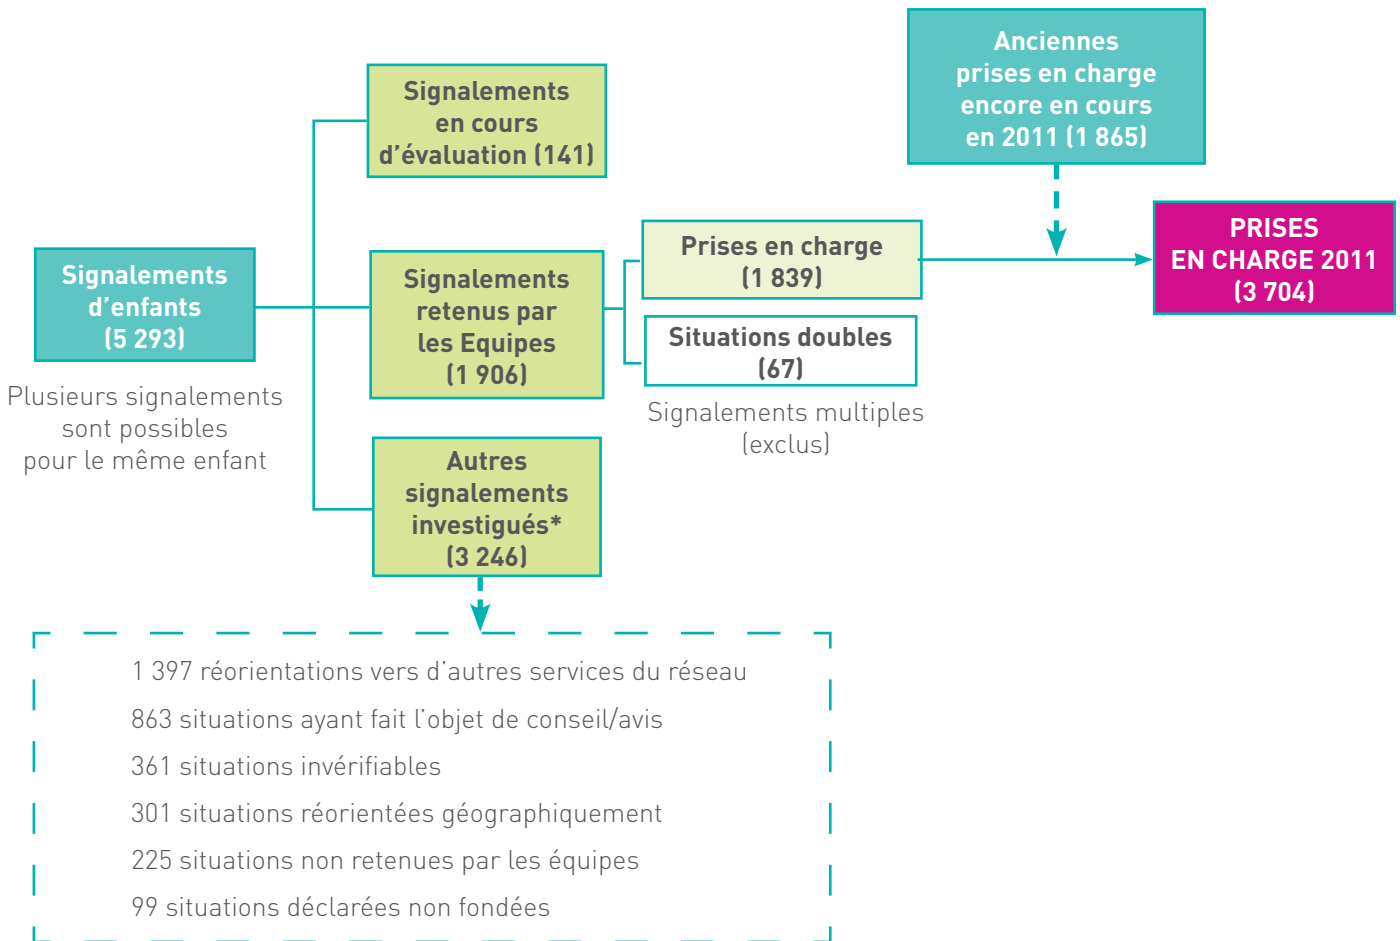 Anciennes
prises en charge
encore en cours
en 2011 (1 865)
Signalements
en cours
d’évaluation (141)
Signalements
d’enfants
(5 293)
Plusieurs signalements
sont possibles
pour le même enfant
Signalements
retenus par
les Equipes
(1 906)
Prises en charge
(1 839)
Situations doubles
(67)
Signalements multiples
(exclus)
PRISES
EN CHARGE 2011
(3 704)
Autres
signalements
investigués*
(3 246)
1 397 réorientations vers d’autres services du réseau
863 situations ayant fait l’objet de conseil/avis
361 situations invérifiables
301 situations réorientées géographiquement
225 situations non retenues par les équipes
99 situations déclarées non fondées